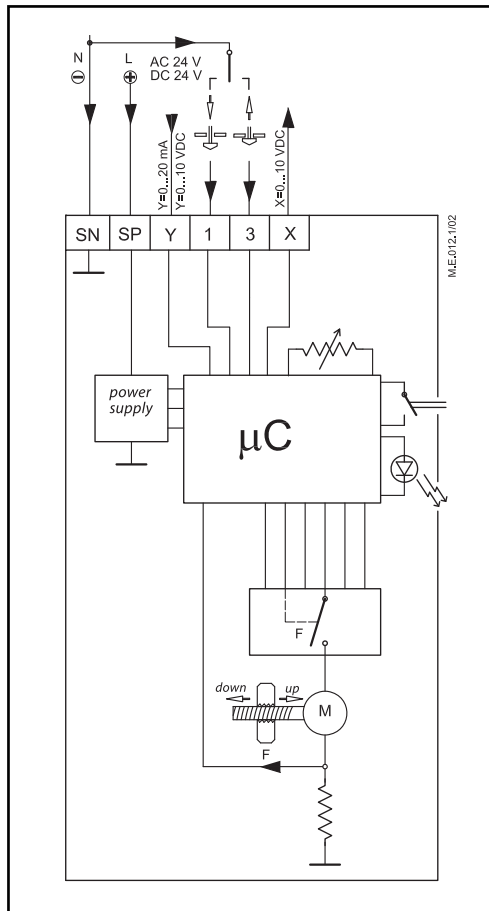 N
L
AC 24 V
DC 24 V
Y=0...20 mA
Y=0...10 VDC
X=0...10 VDC
SN SP Y 1 3 X
M.E.012.1/02
power
supply
µC
F
down up
M
F